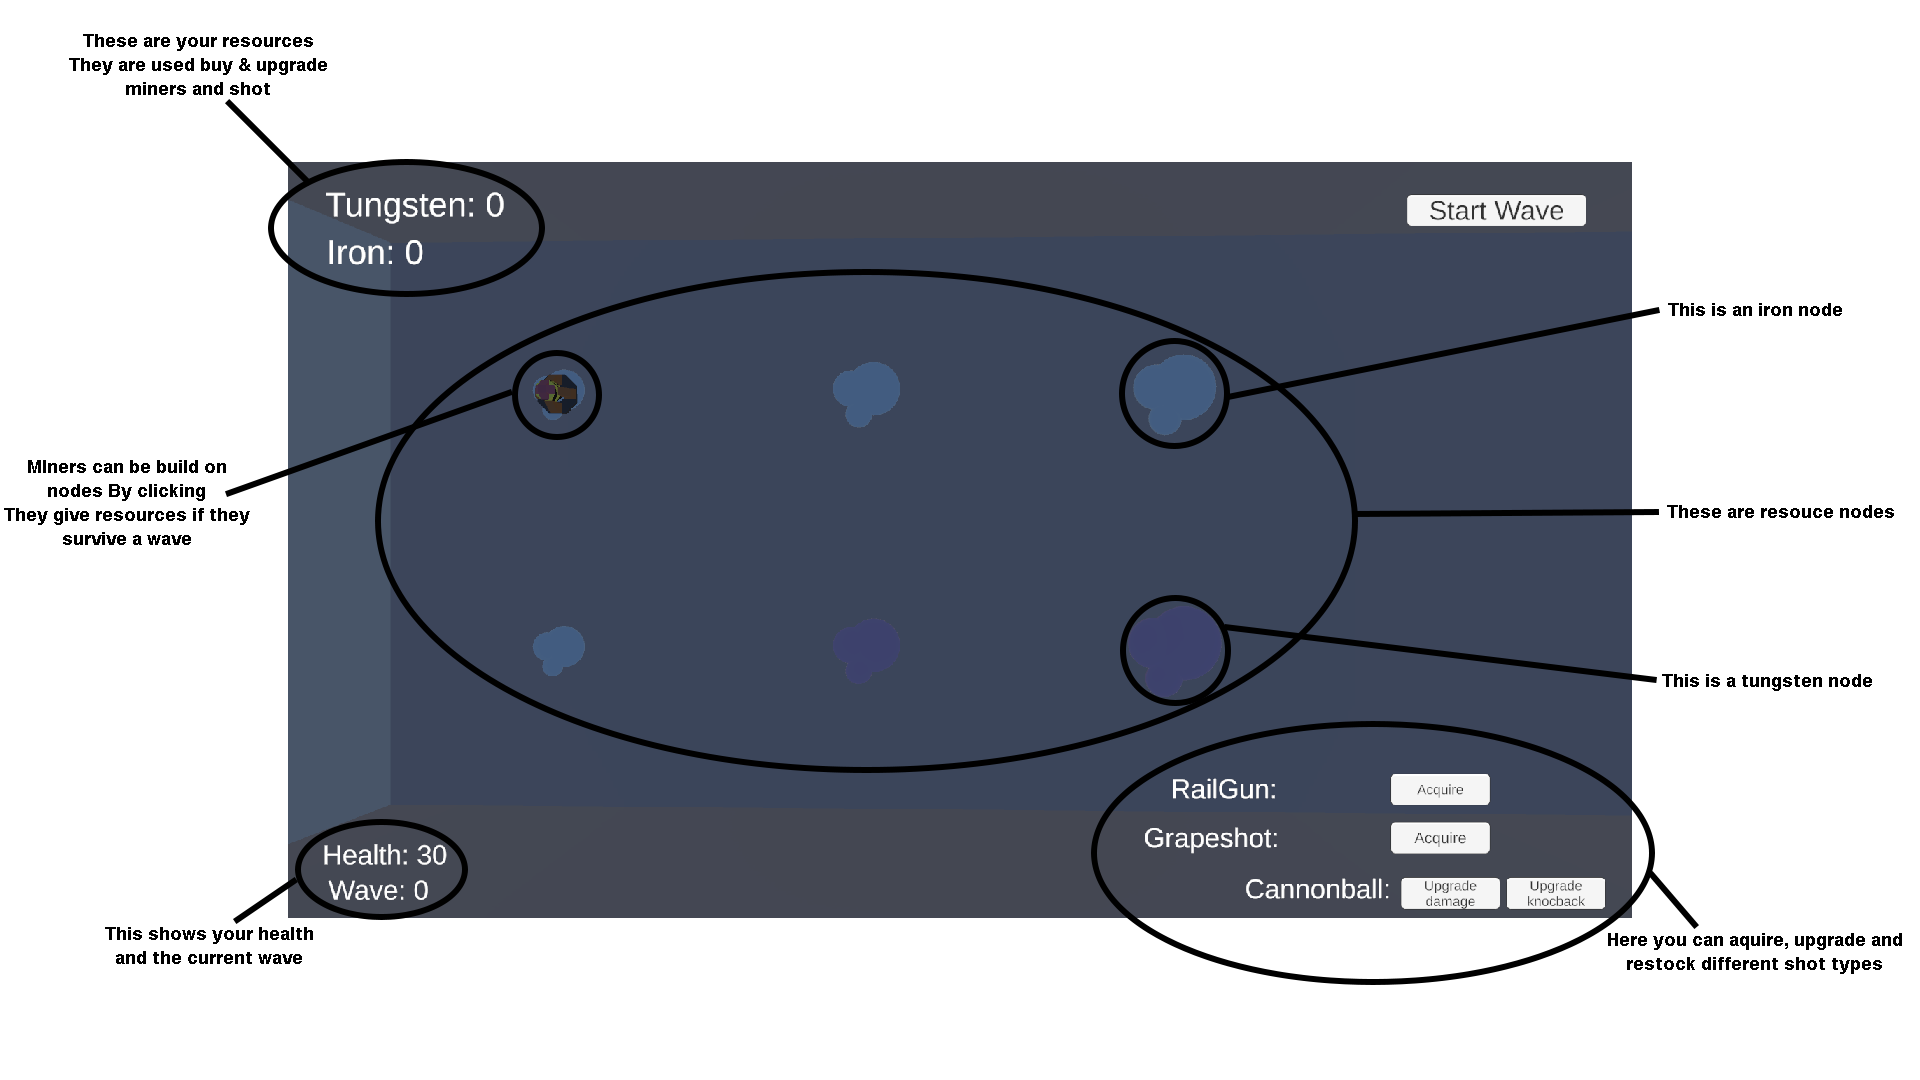 These are your resources
They are used buy & upgrade
miners and shot
Tungsten: 0
Iron: 0
Start Wave
This is an iron node
MIners can be build on
nodes By clicking
They give resources if they
survive a wave
These are resouce nodes
This is a tungsten node
RailGun:
Acquire
Grapeshot:
Acquire
Cannonball:
Upgrade
damage
Upgrade
knocback
Health: 30
Wave: 0
This shows your health
and the current wave
Here you can aquire, upgrade and
restock different shot types